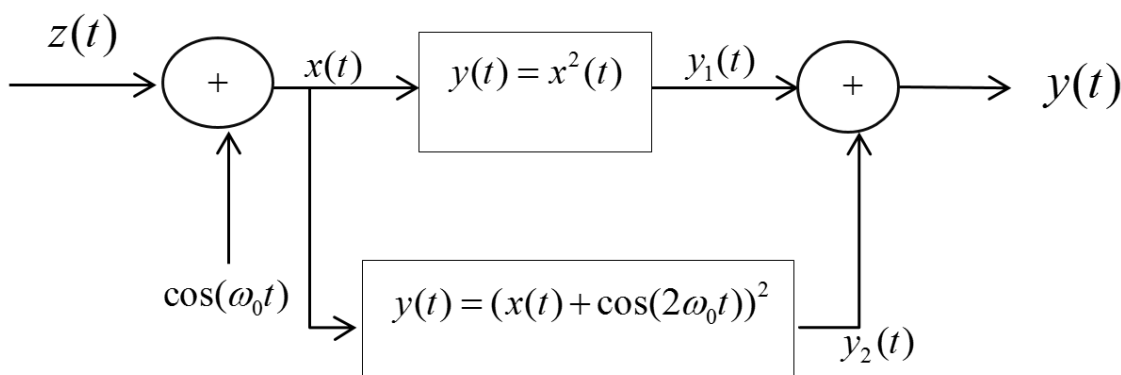 z(t)
+
x(t)
y(t) = x²(t)
y₁(t)
+
y(t)
cos(ω₀t)
y(t) = (x(t) + cos(2ω₀t))²
y₂(t)